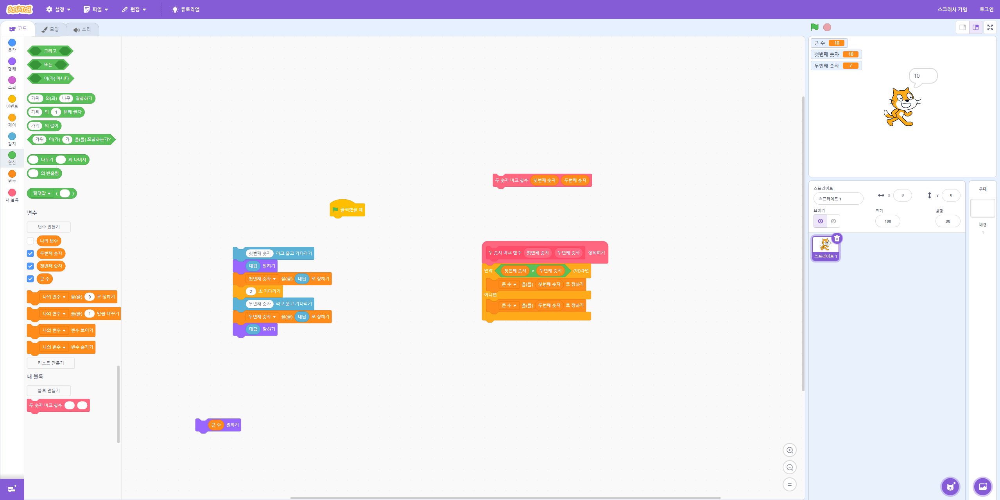 SCRATCH 설정 파일 편집 튜토리얼 스크래치 가입 로그인
코드 모양 소리
동작
형태
소리
이벤트
제어
감지
연산
변수
내 블록
그리고
또는
이(가) 아니다
가위 와(과) 나무 결합하기
가위 의 1 번째 글자
가위 의 길이
가위 이(가) 가 을(를) 포함하는가?
나누기 의 나머지
의 반올림
절댓값 ( )
변수
변수 만들기
나의 변수
두번째 숫자
첫번째 숫자
큰 수
나의 변수 을(를) 0 로 정하기
나의 변수 을(를) 1 만큼 바꾸기
나의 변수 변수 보이기
나의 변수 변수 숨기기
리스트 만들기
내 블록
블록 만들기
두 숫자 비교 함수
클릭했을 때
첫번째 숫자 라고 묻고 기다리기
대답 말하기
첫번째 숫자 을(를) 대답 로 정하기
2 초 기다리기
두번째 숫자 라고 묻고 기다리기
두번째 숫자 을(를) 대답 로 정하기
대답 말하기
큰 수 말하기
두 숫자 비교 함수 첫번째 숫자 두번째 숫자
두 숫자 비교 함수 첫번째 숫자 두번째 숫자 정의하기
만약 첫번째 숫자 > 두번째 숫자 (이)라면
큰 수 을(를) 첫번째 숫자 로 정하기
아니면
큰 수 을(를) 두번째 숫자 로 정하기
큰 수 10
첫번째 숫자 10
두번째 숫자 7
10
스프라이트
스프라이트 1
x 0 y 0
보이기 크기 방향
100 90
스프라이트 1
무대
배경
1